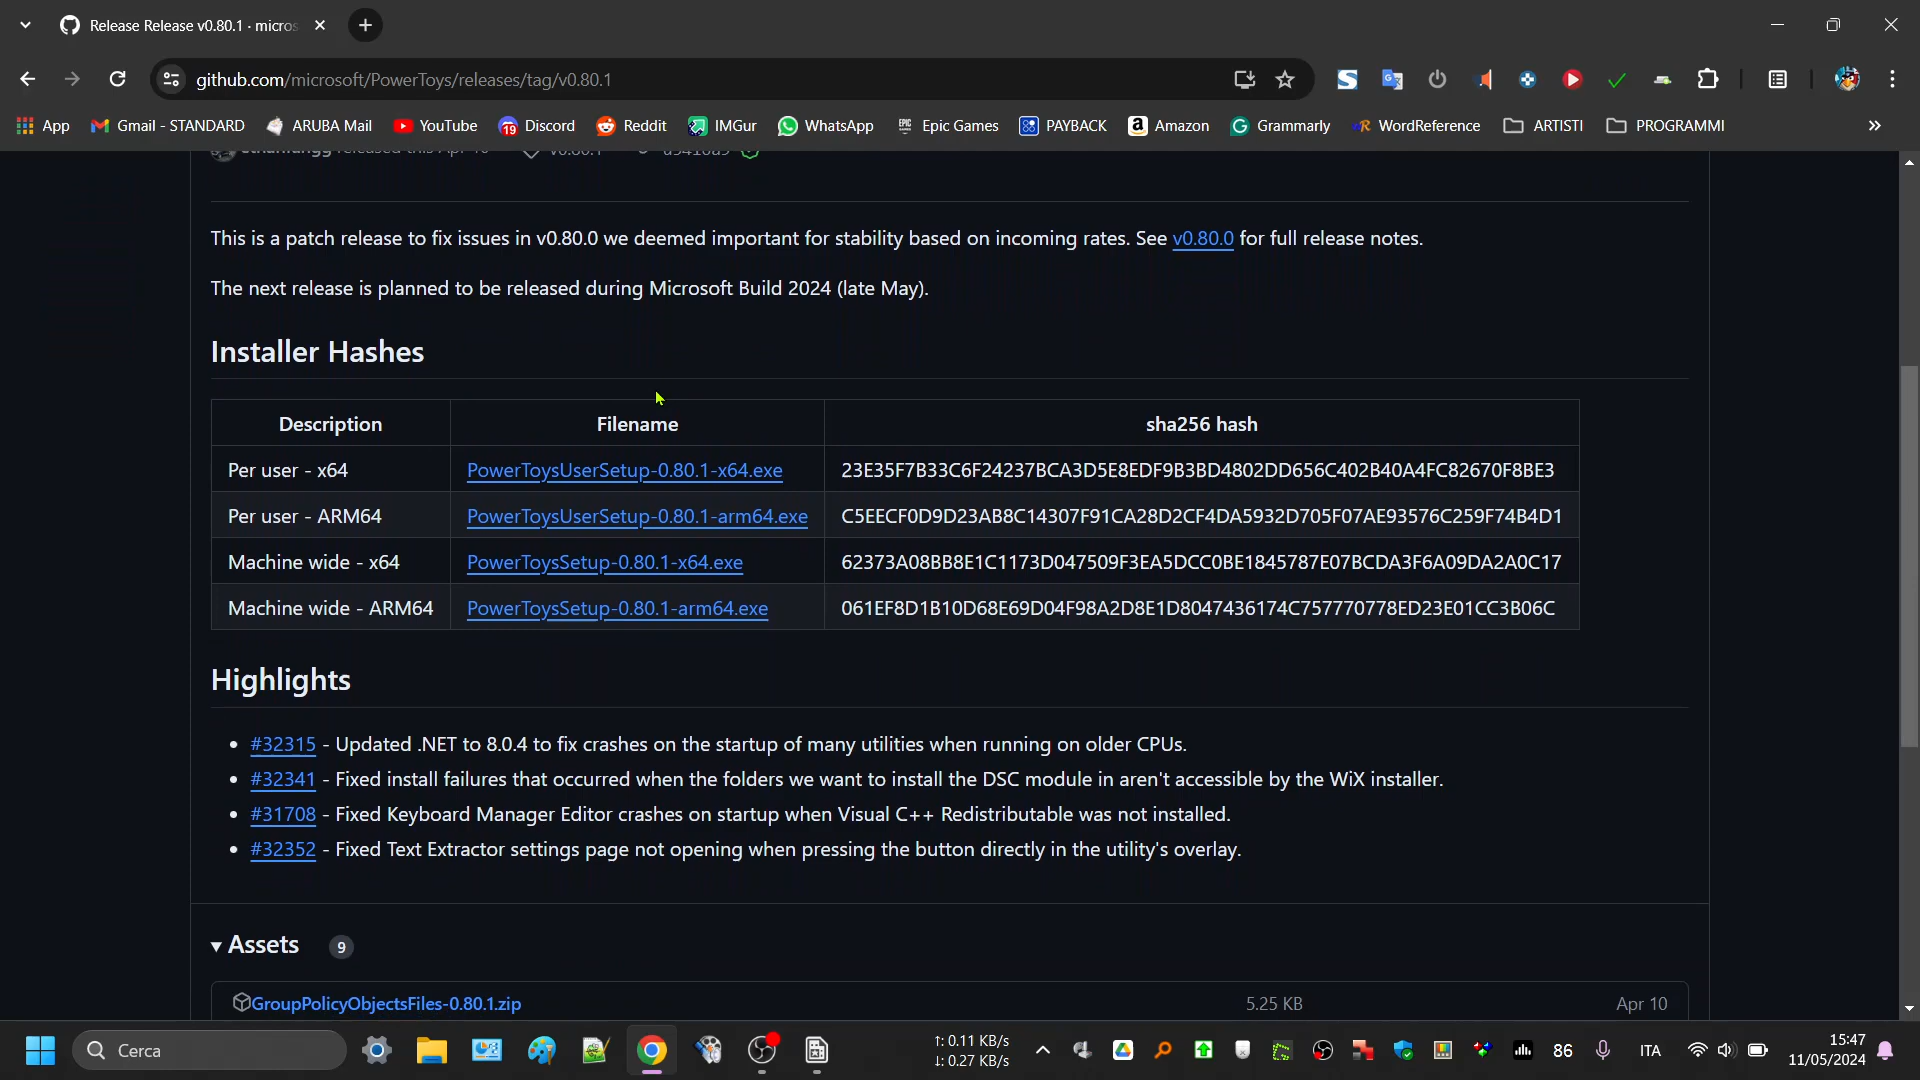 Release Release v0.80.1 · micros
github.com/microsoft/PowerToys/releases/tag/v0.80.1
App Gmail - STANDARD ARUBA Mail YouTube 19 Discord Reddit IMGur WhatsApp EPIC Epic Games PAYBACK Amazon Grammarly WordReference ARTISTI PROGRAMMI »
This is a patch release to fix issues in v0.80.0 we deemed important for stability based on incoming rates. See v0.80.0 for full release notes.
The next release is planned to be released during Microsoft Build 2024 (late May).
Installer Hashes
Description Filename sha256 hash
Per user - x64 PowerToysUserSetup-0.80.1-x64.exe 23E35F7B33C6F24237BCA3D5E8EDF9B3BD4802DD656C402B40A4FC82670F8BE3
Per user - ARM64 PowerToysUserSetup-0.80.1-arm64.exe C5EECF0D9D23AB8C14307F91CA28D2CF4DA5932D705F07AE93576C259F74B4D1
Machine wide - x64 PowerToysSetup-0.80.1-x64.exe 62373A08BB8E1C1173D047509F3EA5DCC0BE1845787E07BCDA3F6A09DA2A0C17
Machine wide - ARM64 PowerToysSetup-0.80.1-arm64.exe 061EF8D1B10D68E69D04F98A2D8E1D8047436174C757770778ED23E01CC3B06C
Highlights
• #32315 - Updated .NET to 8.0.4 to fix crashes on the startup of many utilities when running on older CPUs.
• #32341 - Fixed install failures that occurred when the folders we want to install the DSC module in aren't accessible by the WiX installer.
• #31708 - Fixed Keyboard Manager Editor crashes on startup when Visual C++ Redistributable was not installed.
• #32352 - Fixed Text Extractor settings page not opening when pressing the button directly in the utility's overlay.
Assets 9
GroupPolicyObjectsFiles-0.80.1.zip 5.25 KB Apr 10
Cerca
↑: 0.11 KB/s
↓: 0.27 KB/s
86
ITA
15:47
11/05/2024